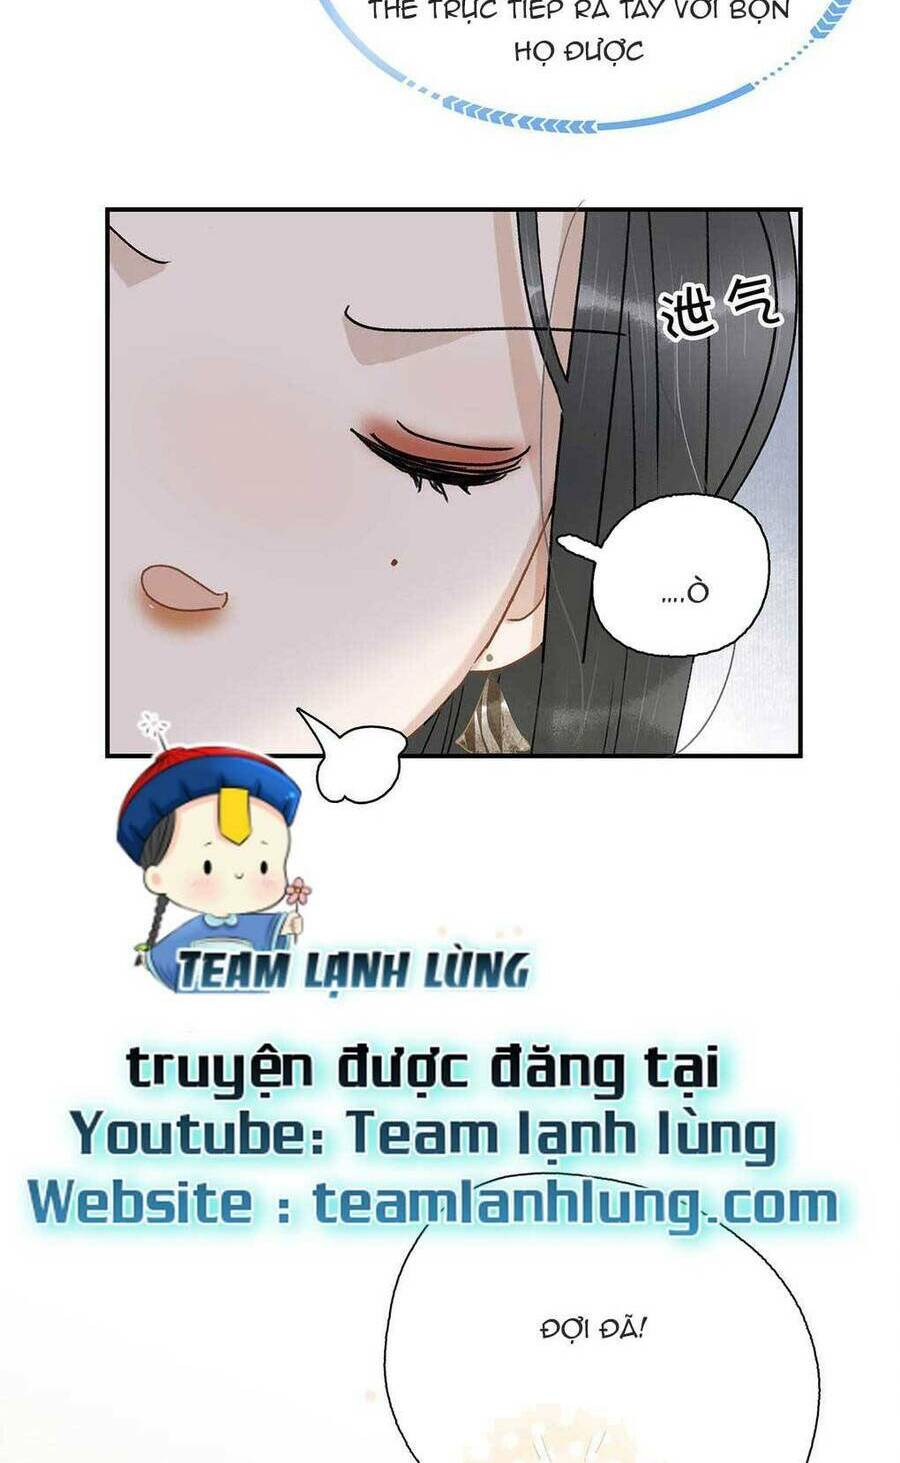 THỂ TRỰC TIẾP RA TAY VỚI BỌN
HỌ ĐƯỢC
泄气
....Ò
TEAM LẠNH LÙNG
truyện được đăng tại
Youtube: Team lạnh lùng
Website : teamlanhlung.com
ĐỢI ĐÃ!